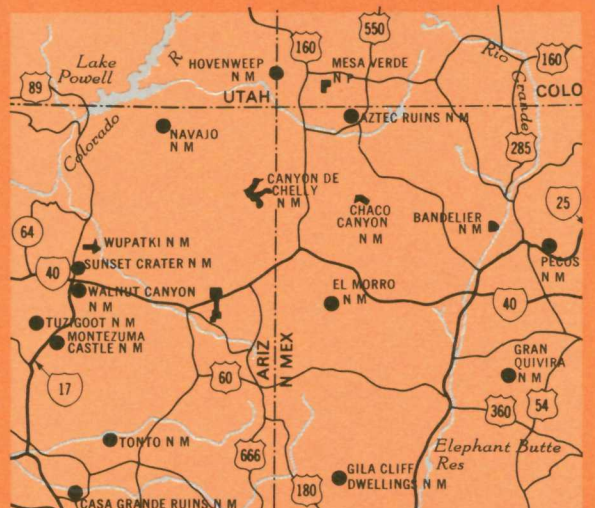 550
160
Lake
Powell
R
HOVENWEEP
N M
MESA VERDE
N P
Rio
Grande
160
89
UTAH
COLO
AZTEC RUINS N M
NAVAJO
N M
Colorado
285
CANYON DE
CHELLY
N M
CHACO
CANYON
N M
BANDELIER
N M
25
64
WUPATKI N M
PECOS
N M
40
SUNSET CRATER N M
WALNUT CANYON
N M
EL MORRO
N M
40
TUZIGOOT N M
MONTEZUMA
CASTLE N M
ARIZ
N MEX
GRAN
QUIVIRA
N M
17
60
360
54
TONTO N M
666
Elephant Butte
Res
GILA CLIFF
DWELLINGS N M
180
CASA GRANDE RUINS N M